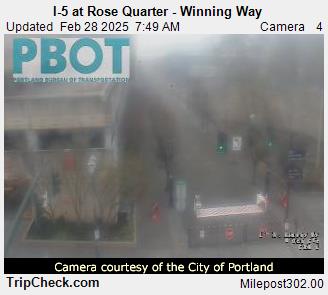 I-5 at Rose Quarter - Winning Way
Updated Feb 28 2025 7:49 AM Camera 4
PBOT
PORTLAND BUREAU OF TRANSPORTATION
Camera courtesy of the City of Portland
TripCheck.com Milepost302.00